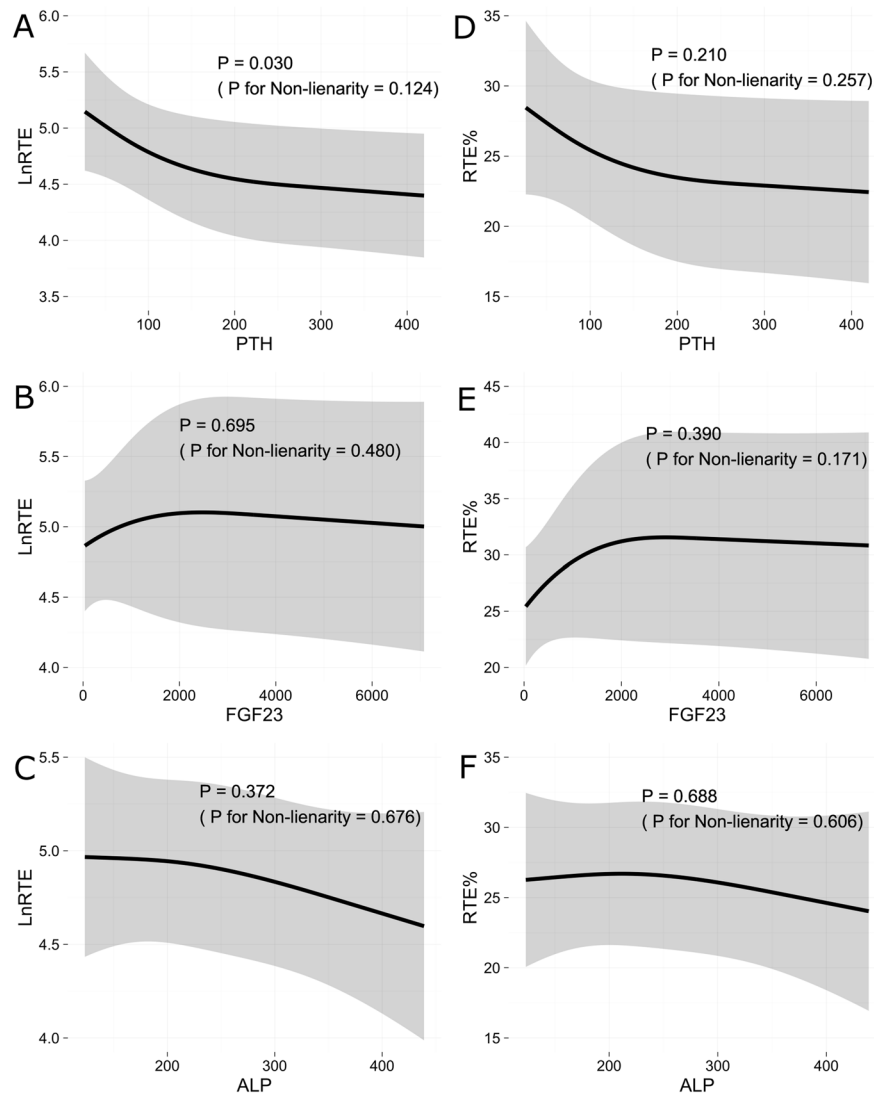 A
6.0
5.5
5.0
4.5
4.0
3.5
LnRTE
P = 0.030
( P for Non-lienarity = 0.124)
100
200
300
400
PTH
D
35
30
25
20
15
RTE%
P = 0.210
( P for Non-lienarity = 0.257)
100
200
300
400
PTH
B
6.0
5.5
5.0
4.5
4.0
LnRTE
P = 0.695
( P for Non-lienarity = 0.480)
0
2000
4000
6000
FGF23
E
45
40
35
30
25
20
RTE%
P = 0.390
( P for Non-lienarity = 0.171)
0
2000
4000
6000
FGF23
C
5.5
5.0
4.5
4.0
LnRTE
P = 0.372
( P for Non-lienarity = 0.676)
200
300
400
ALP
F
35
30
25
20
15
RTE%
P = 0.688
( P for Non-lienarity = 0.606)
200
300
400
ALP